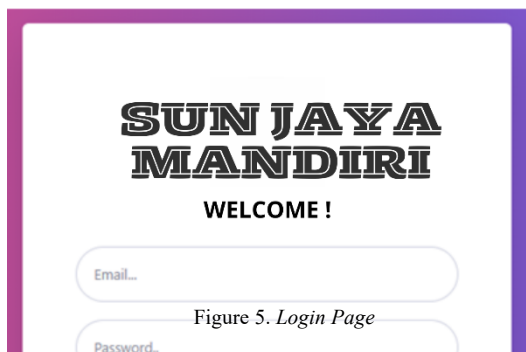 SUN JAYA
MANDIRI
WELCOME !
Email...
Figure 5. Login Page
Password..